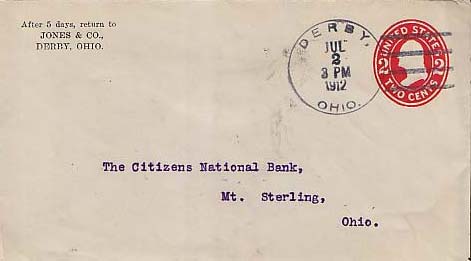 After 5 days, return to
JONES & CO.,
DERBY, OHIO.
DERBY,
JUL
2
3 PM
1912
OHIO.
UNITED STATES
2 2
TWO CENTS
The Citizens National Bank,
Mt. Sterling,
Ohio.